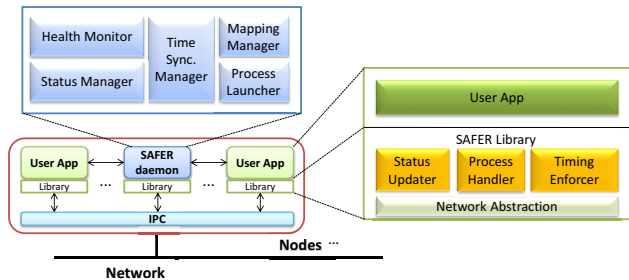 Health Monitor
Status Manager
Time
Sync.
Manager
Mapping
Manager
Process
Launcher
User App
SAFER
daemon
User App
...
...
Library
Library
Library
IPC
Nodes ...
Network
User App
SAFER Library
Status
Updater
Process
Handler
Timing
Enforcer
Network Abstraction